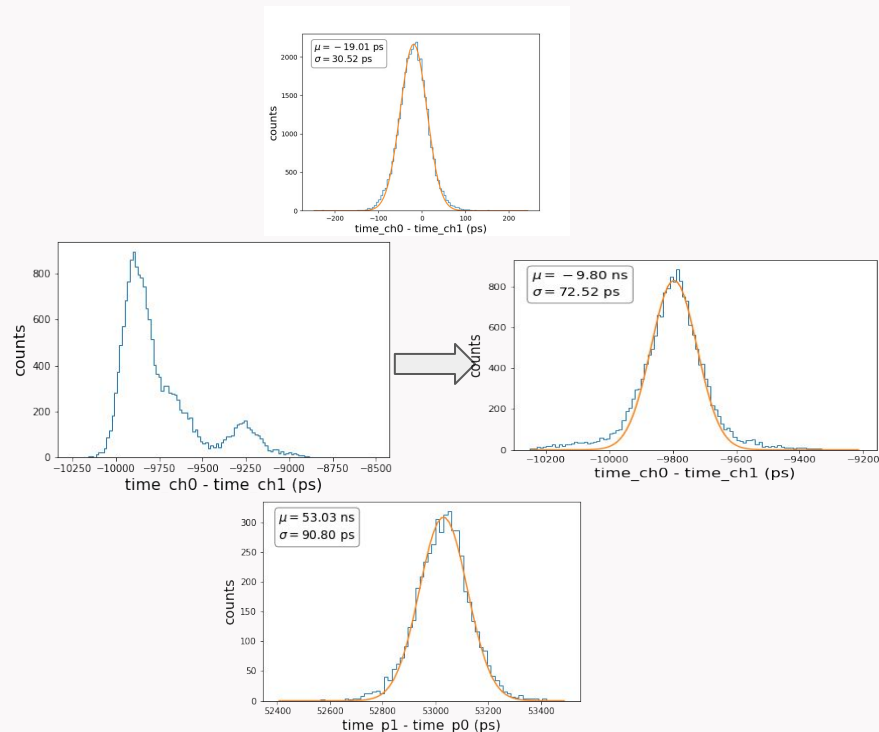 μ = −19.01 ps
σ = 30.52 ps
2000
1500
1000
500
0
counts
−200 −100 0 100 200
time_ch0 - time_ch1 (ps)
800
600
400
200
0
counts
−10250 −10000 −9750 −9500 −9250 −9000 −8750 −8500
time_ch0 - time_ch1 (ps)
μ = −9.80 ns
σ = 72.52 ps
800
600
400
200
0
counts
−10200 −10000 −9800 −9600 −9400 −9200
time_ch0 - time_ch1 (ps)
μ = 53.03 ns
σ = 90.80 ps
300
250
200
150
100
50
0
counts
52400 52600 52800 53000 53200 53400
time_p1 - time_p0 (ps)